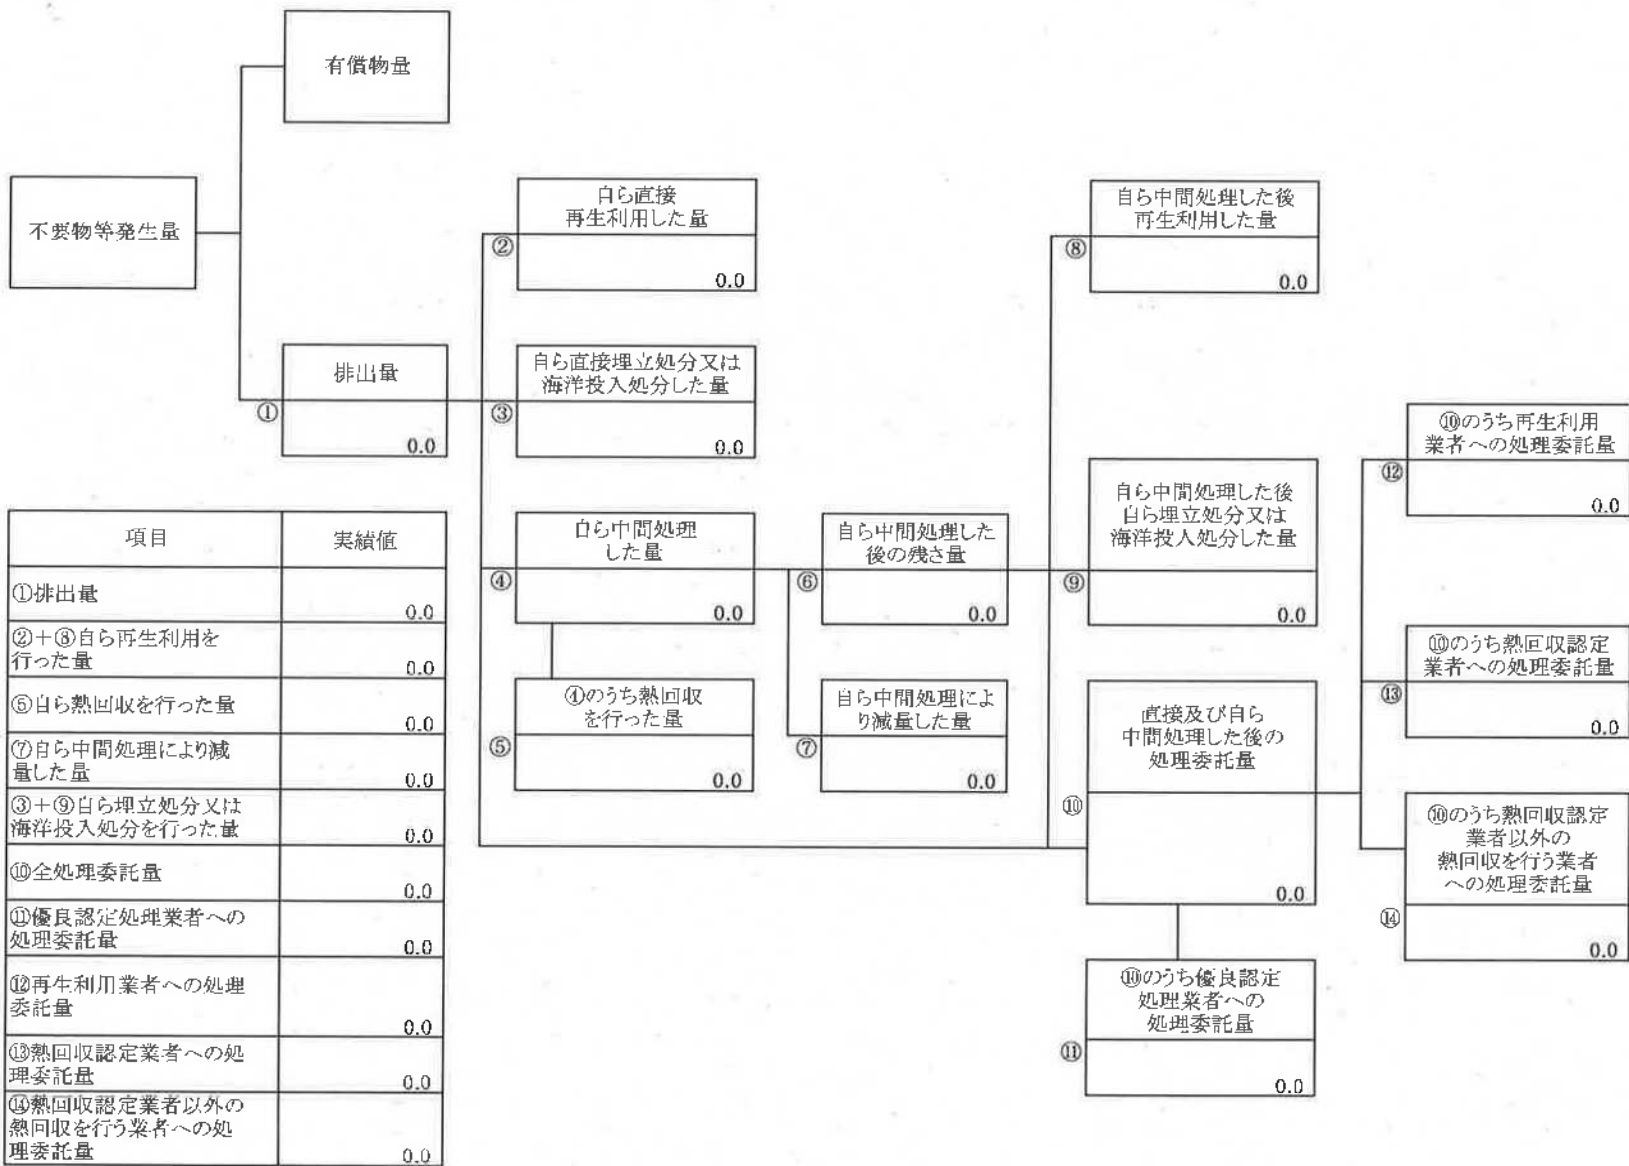 有償物量
不要物等発生量
排出量
①
0.0
自ら直接
再生利用した量
②
0.0
自ら直接埋立処分又は
海洋投入処分した量
③
0.0
自ら中間処理
した量
④
0.0
④のうち熱回収
を行った量
⑤
0.0
自ら中間処理した
後の残さ量
⑥
0.0
自ら中間処理によ
り減量した量
⑦
0.0
自ら中間処理した後
再生利用した量
⑧
0.0
自ら中間処理した後
自ら埋立処分又は
海洋投入処分した量
⑨
0.0
直接及び自ら
中間処理した後の
処理委託量
⑩
0.0
⑩のうち優良認定
処理業者への
処理委託量
⑪
0.0
⑩のうち再生利用
業者への処理委託量
⑫
0.0
⑩のうち熱回収認定
業者への処理委託量
⑬
0.0
⑩のうち熱回収認定
業者以外の
熱回収を行う業者
への処理委託量
⑭
0.0
項目 実績値
①排出量
0.0
②＋⑧自ら再生利用を
行った量
0.0
⑤自ら熱回収を行った量
0.0
⑦自ら中間処理により減
量した量
0.0
③＋⑨自ら埋立処分又は
海洋投入処分を行った量
0.0
⑩全処理委託量
0.0
⑪優良認定処理業者への
処理委託量
0.0
⑫再生利用業者への処理
委託量
0.0
⑬熱回収認定業者への処
理委託量
0.0
⑭熱回収認定業者以外の
熱回収を行う業者への処
理委託量
0.0